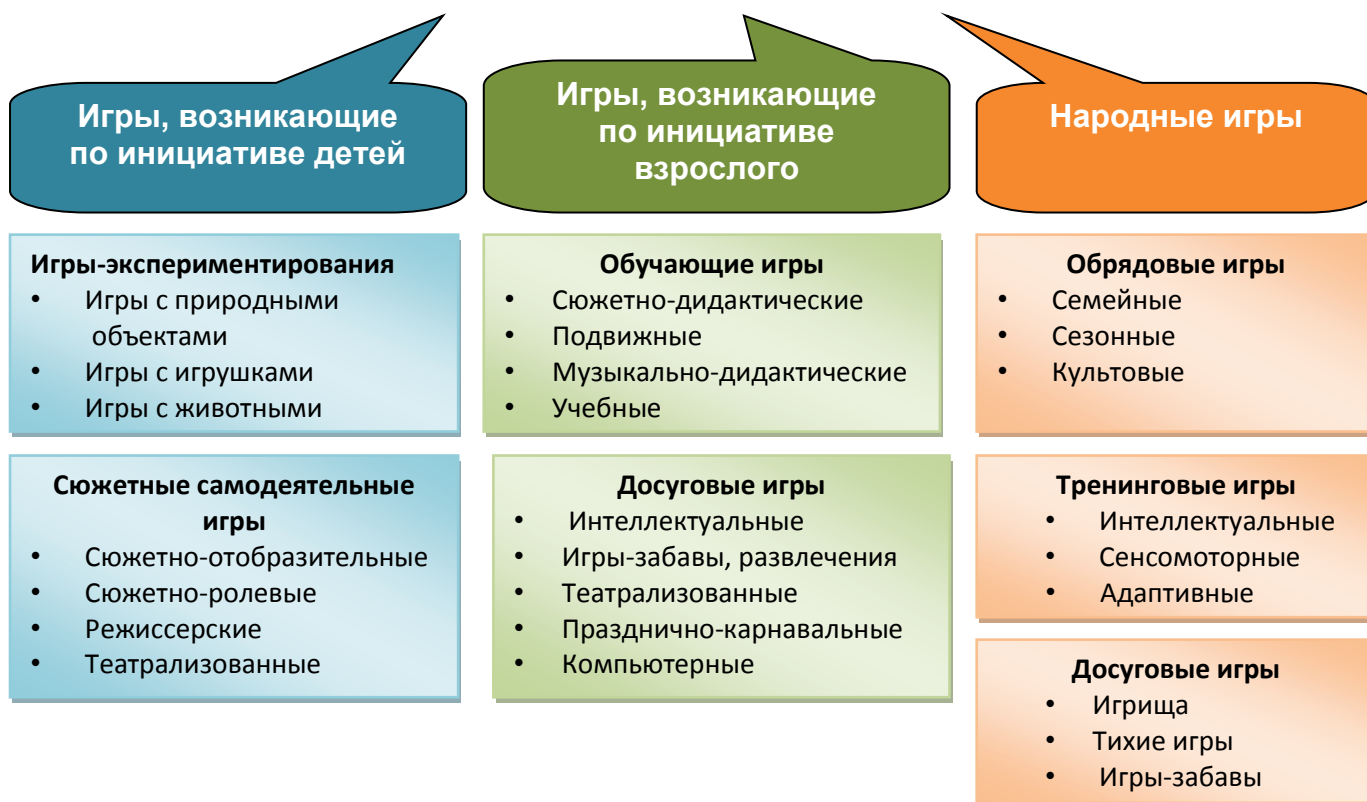 Игры, возникающие
по инициативе детей
Игры, возникающие
по инициативе
взрослого
Народные игры
Игры-экспериментирования
• Игры с природными
объектами
• Игры с игрушками
• Игры с животными
Сюжетные самодеятельные
игры
• Сюжетно-отобразительные
• Сюжетно-ролевые
• Режиссерские
• Театрализованные
Обучающие игры
• Сюжетно-дидактические
• Подвижные
• Музыкально-дидактические
• Учебные
Досуговые игры
• Интеллектуальные
• Игры-забавы, развлечения
• Театрализованные
• Празднично-карнавальные
• Компьютерные
Обрядовые игры
• Семейные
• Сезонные
• Культовые
Тренинговые игры
• Интеллектуальные
• Сенсомоторные
• Адаптивные
Досуговые игры
• Игрища
• Тихие игры
• Игры-забавы